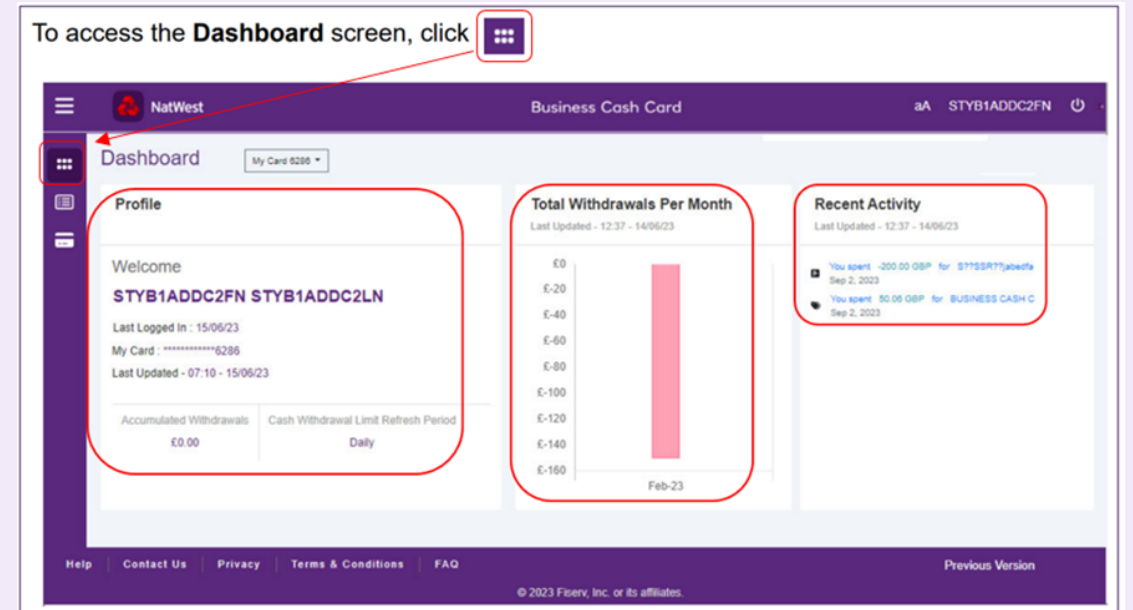 To access the Dashboard screen, click
NatWest
Business Cash Card
aA STYB1ADDC2FN
Dashboard
My Card 6286
Profile
Welcome
STYB1ADDC2FN STYB1ADDC2LN
Last Logged In : 15/06/23
My Card : ************6286
Last Updated - 07:10 - 15/06/23
Accumulated Withdrawals
£0.00
Cash Withdrawal Limit Refresh Period
Daily
Total Withdrawals Per Month
Last Updated - 12:37 - 14/06/23
£0
£-20
£-40
£-60
£-80
£-100
£-120
£-140
£-160
Feb-23
Recent Activity
Last Updated - 12:37 - 14/06/23
You spent -200.00 GBP for S??SSR??jabedfa
Sep 2, 2023
You spent 50.06 GBP for BUSINESS CASH C
Sep 2, 2023
Help Contact Us Privacy Terms & Conditions FAQ
Previous Version
© 2023 Fiserv, Inc. or its affiliates.